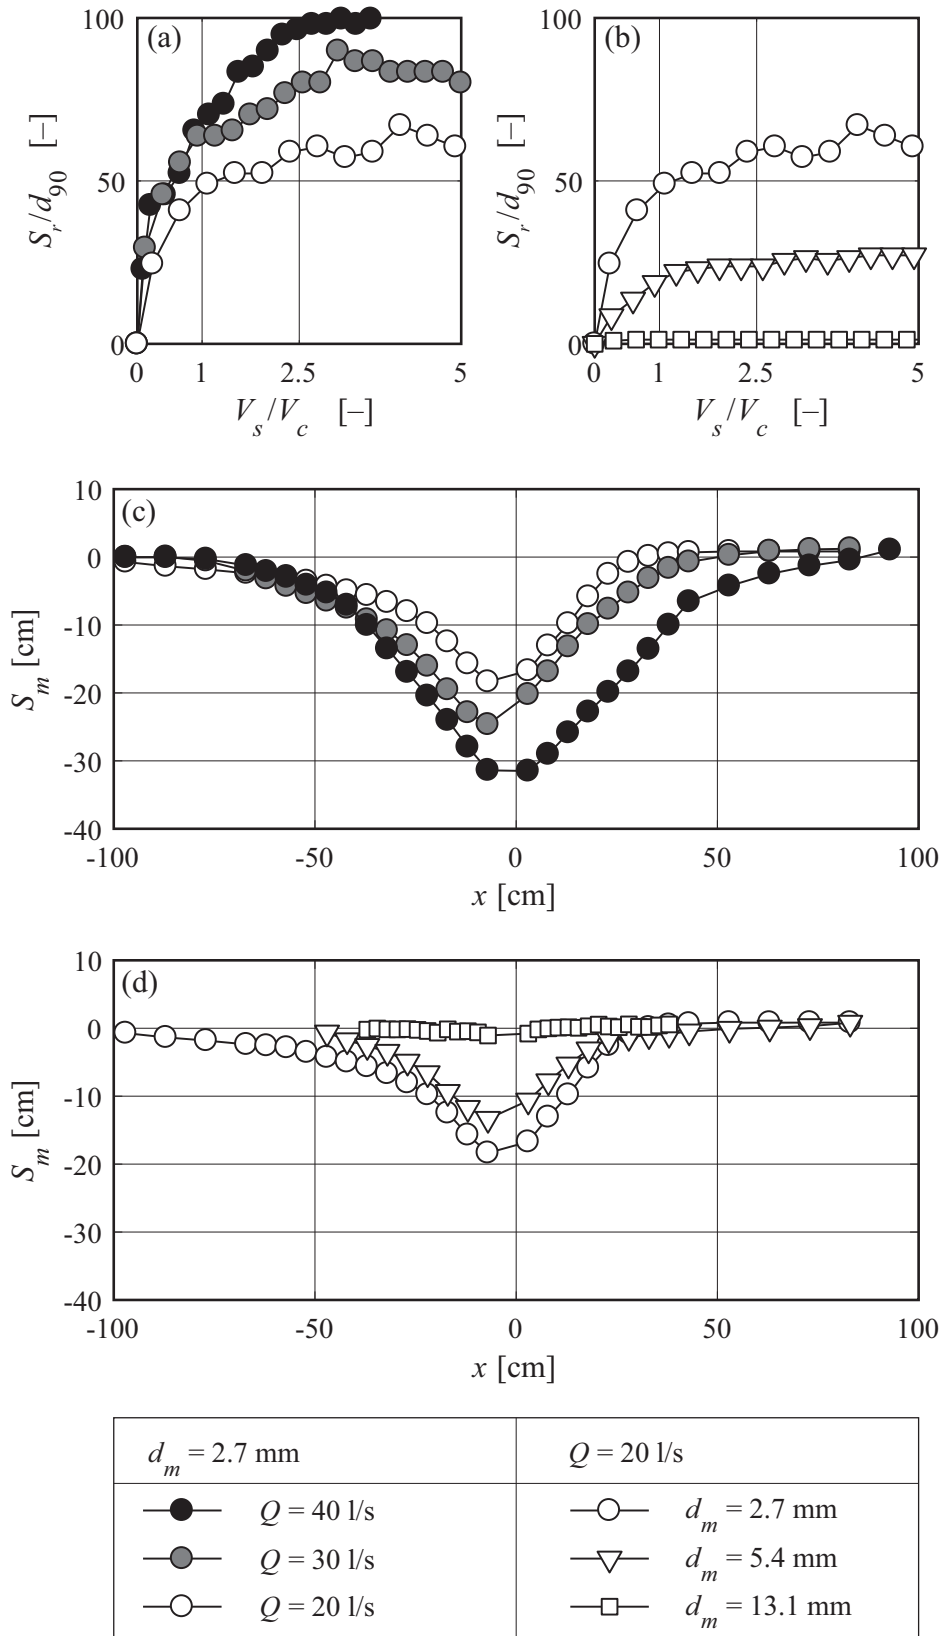 100
(a)
S_r/d_90 [–]
50
0
0 1 2.5 5
V_s/V_c [–]
100
(b)
S_r/d_90 [–]
50
0
0 1 2.5 5
V_s/V_c [–]
10
(c)
0
-10
S_m [cm]
-20
-30
-40
-100 -50 0 50 100
x [cm]
10
(d)
0
-10
S_m [cm]
-20
-30
-40
-100 -50 0 50 100
x [cm]
d_m = 2.7 mm
Q = 40 l/s
Q = 30 l/s
Q = 20 l/s
Q = 20 l/s
d_m = 2.7 mm
d_m = 5.4 mm
d_m = 13.1 mm